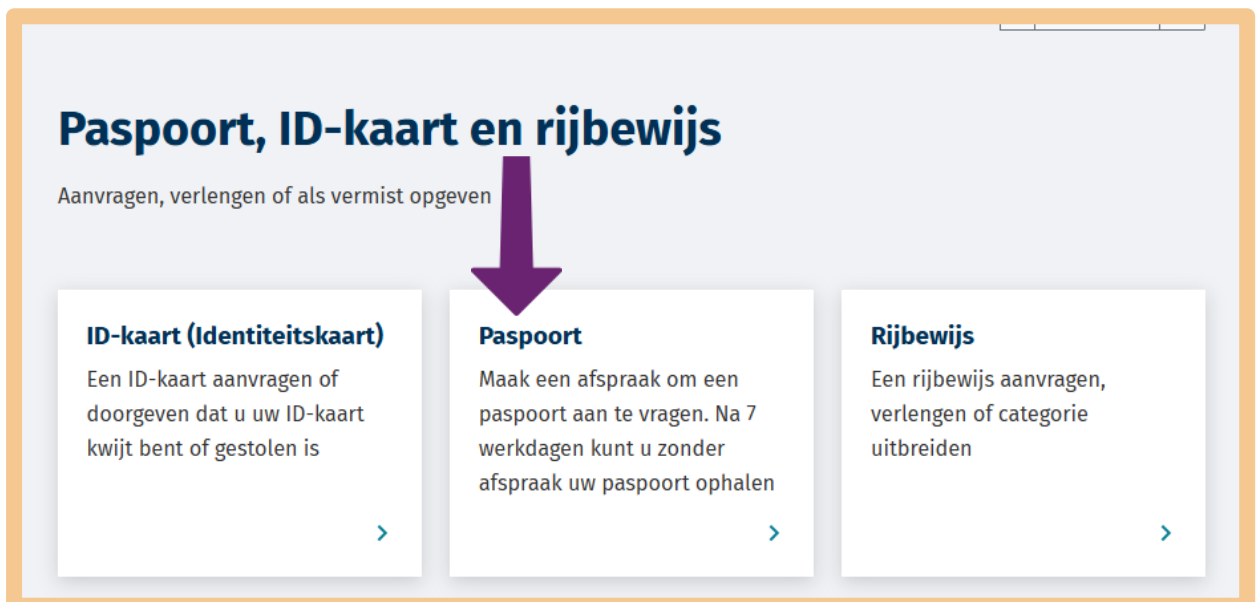 Paspoort, ID-kaart en rijbewijs
Aanvragen, verlengen of als vermist opgeven
ID-kaart (Identiteitskaart)
Een ID-kaart aanvragen of
doorgeven dat u uw ID-kaart
kwijt bent of gestolen is
Paspoort
Maak een afspraak om een
paspoort aan te vragen. Na 7
werkdagen kunt u zonder
afspraak uw paspoort ophalen
Rijbewijs
Een rijbewijs aanvragen,
verlengen of categorie
uitbreiden